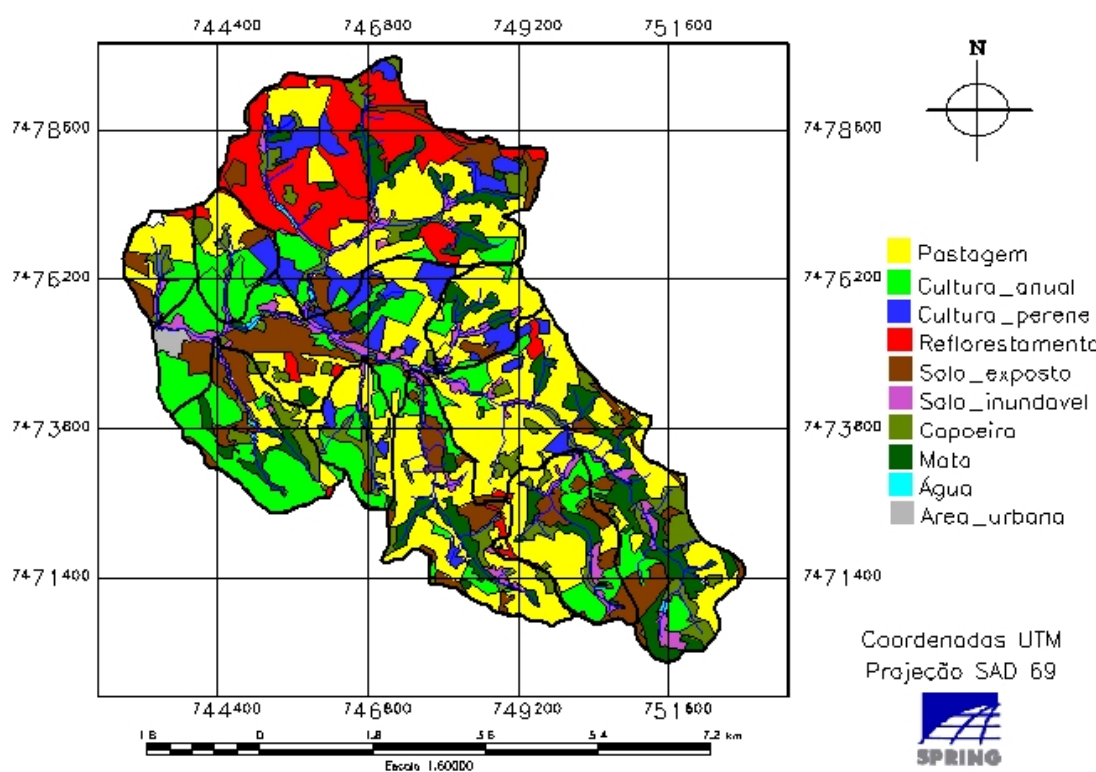 744400 746800 749200 751600
N
7478600 7478600
7476200 7476200
7473800 7473800
7471400 7471400
744400 746800 749200 751600
Pastagem
Cultura_anual
Cultura_perene
Reflorestamento
Solo_exposto
Solo_inundavel
Capoeira
Mata
Água
Area_urbana
Coordenadas UTM
Projeção SAD 69
SPRING
1.8 0 1.8 3.6 5.4 7.2 km
Escala 1:60000